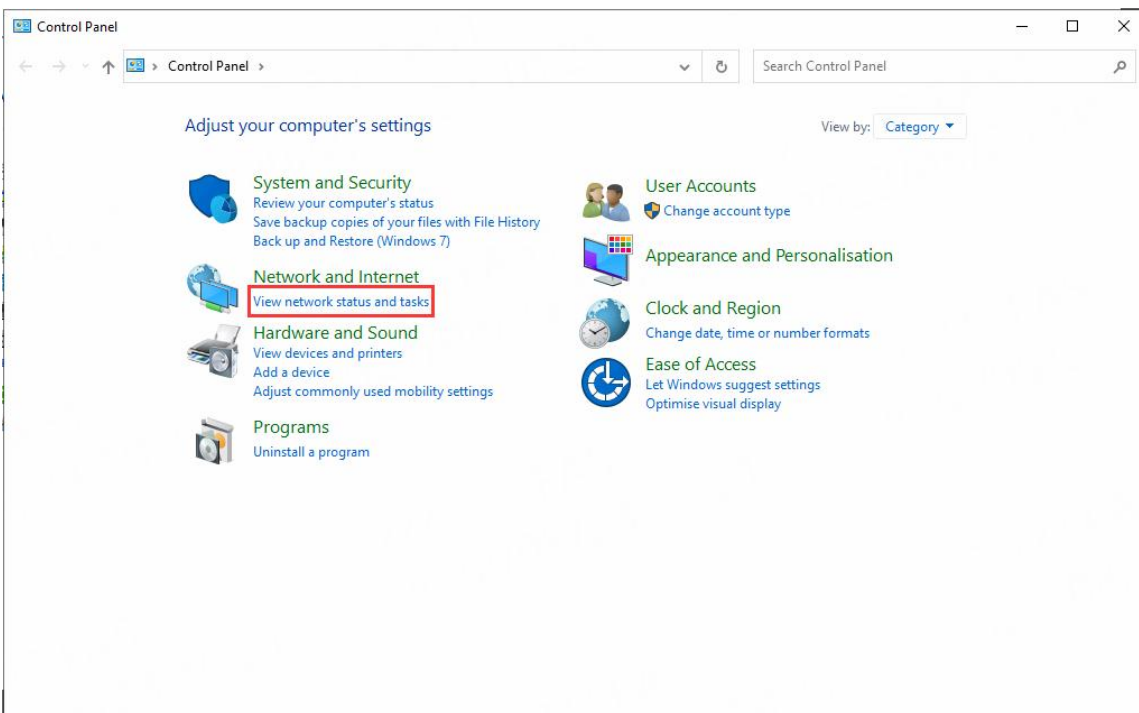 Control Panel
Control Panel
Search Control Panel
Adjust your computer's settings
View by: Category
System and Security
Review your computer's status
Save backup copies of your files with File History
Back up and Restore (Windows 7)
Network and Internet
View network status and tasks
Hardware and Sound
View devices and printers
Add a device
Adjust commonly used mobility settings
Programs
Uninstall a program
User Accounts
Change account type
Appearance and Personalisation
Clock and Region
Change date, time or number formats
Ease of Access
Let Windows suggest settings
Optimise visual display